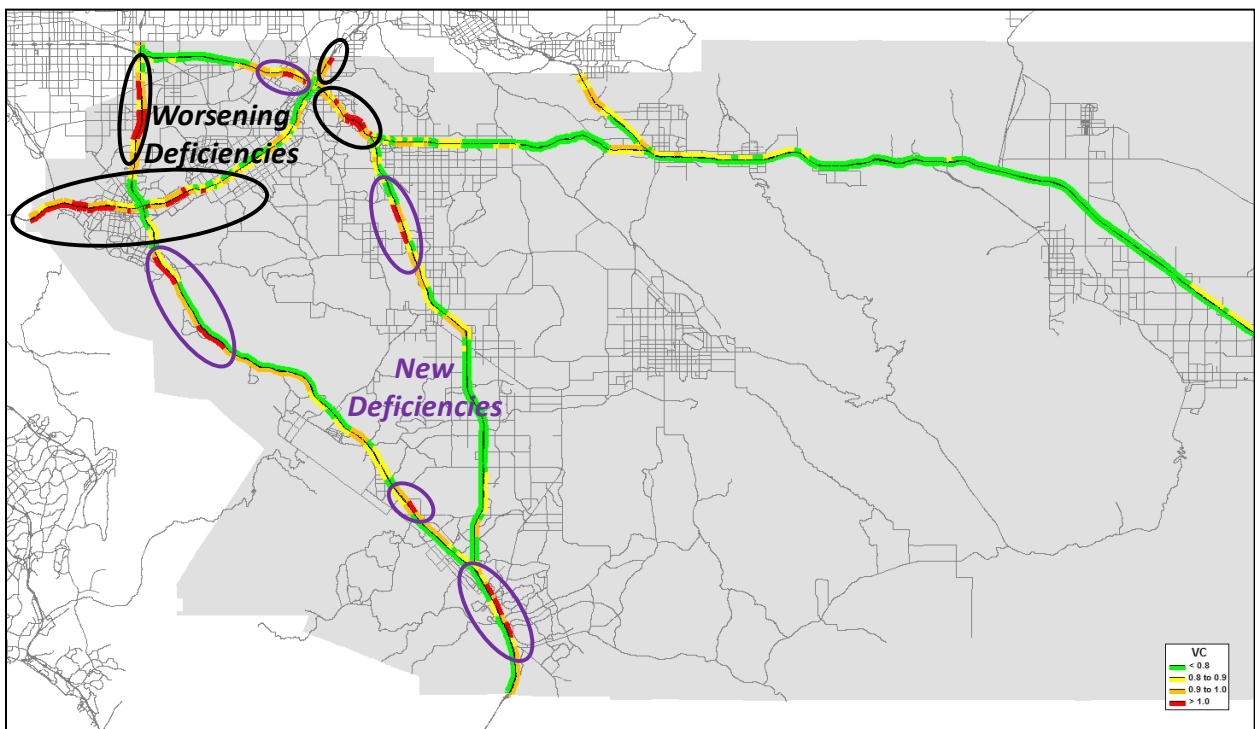 Worsening
Deficiencies
New
Deficiencies
VC
< 0.8
0.8 to 0.9
0.9 to 1.0
> 1.0